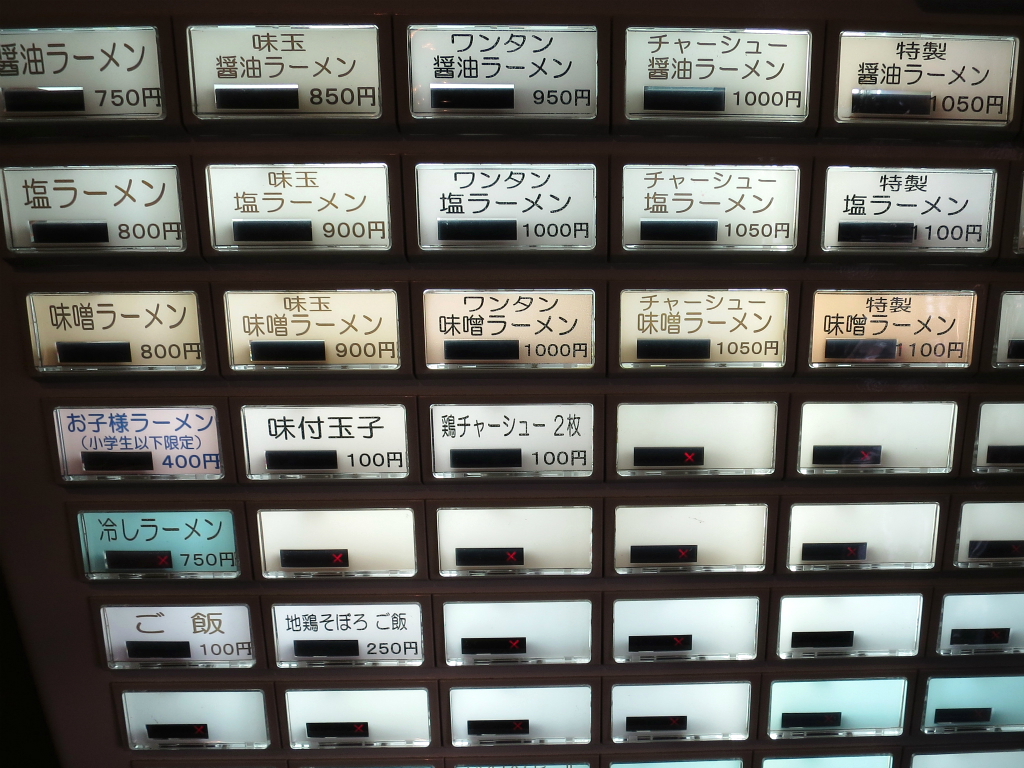 醤油ラーメン
750円
味玉
醤油ラーメン
850円
ワンタン
醤油ラーメン
950円
チャーシュー
醤油ラーメン
1000円
特製
醤油ラーメン
1050円
塩ラーメン
800円
味玉
塩ラーメン
900円
ワンタン
塩ラーメン
1000円
チャーシュー
塩ラーメン
1050円
特製
塩ラーメン
1100円
味噌ラーメン
800円
味玉
味噌ラーメン
900円
ワンタン
味噌ラーメン
1000円
チャーシュー
味噌ラーメン
1050円
特製
味噌ラーメン
1100円
お子様ラーメン
(小学生以下限定)
400円
味付玉子
100円
鶏チャーシュー 2枚
100円
冷しラーメン
750円
ご 飯
100円
地鶏そぼろ ご飯
250円